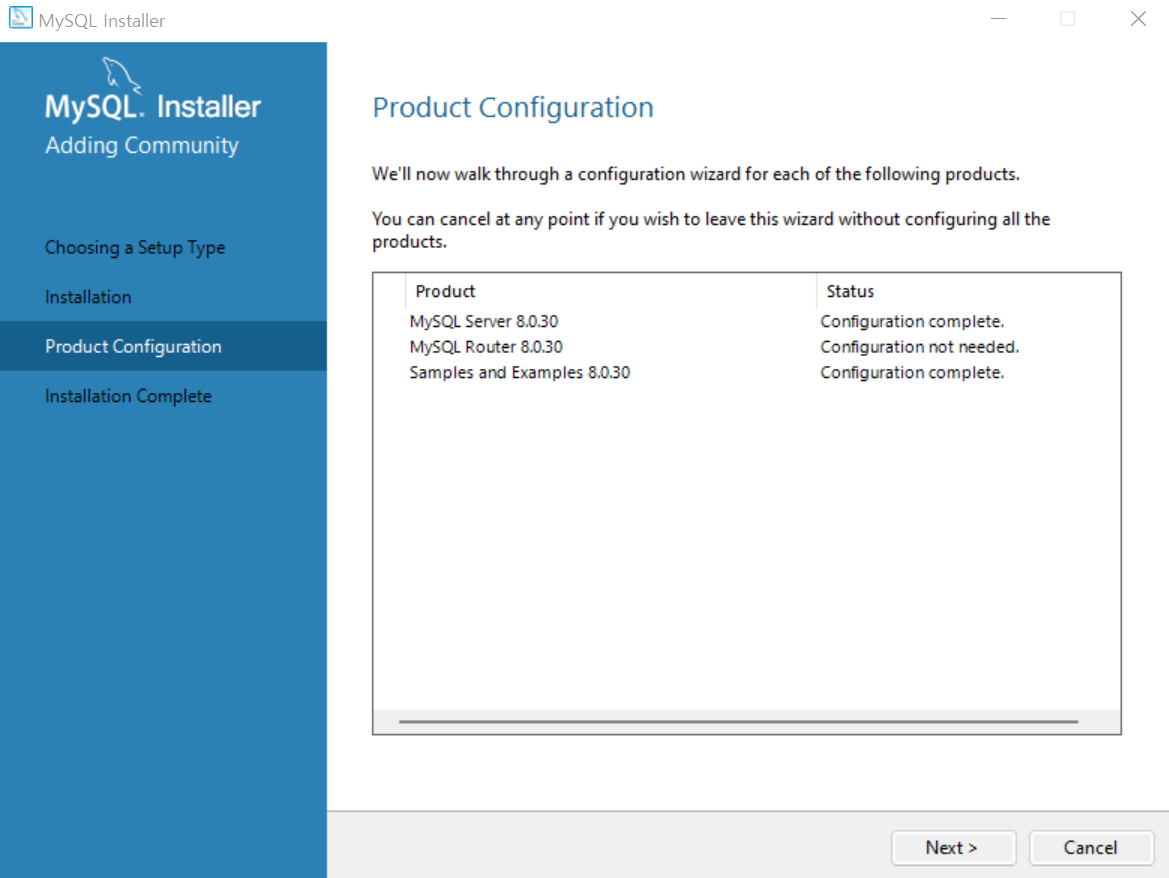 MySQL Installer
MySQL. Installer
Adding Community
Choosing a Setup Type
Installation
Product Configuration
Installation Complete
Product Configuration
We'll now walk through a configuration wizard for each of the following products.
You can cancel at any point if you wish to leave this wizard without configuring all the
products.
Product Status
MySQL Server 8.0.30 Configuration complete.
MySQL Router 8.0.30 Configuration not needed.
Samples and Examples 8.0.30 Configuration complete.
Next > Cancel